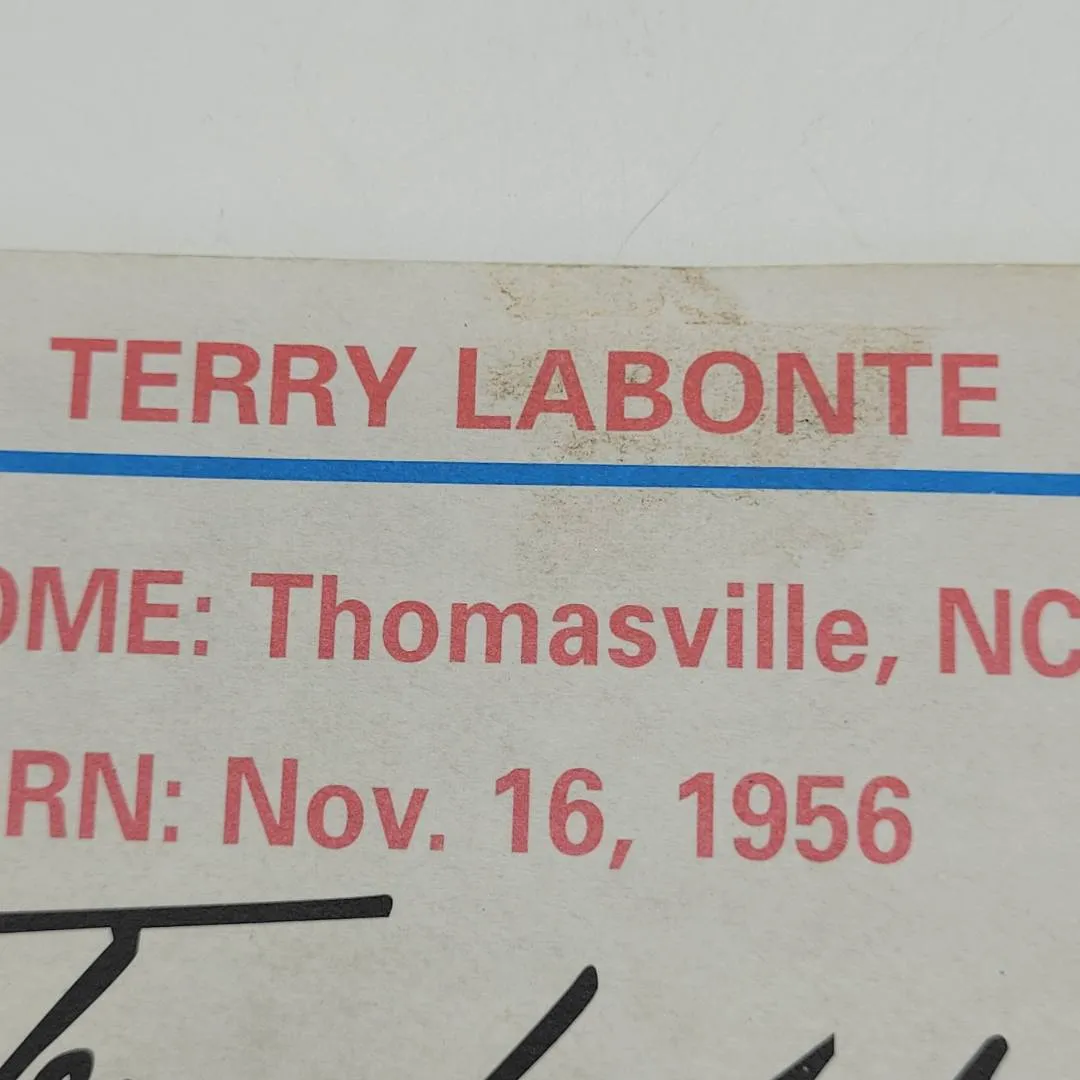 TERRY LABONTE
OME: Thomasville, NC
RN: Nov. 16, 1956